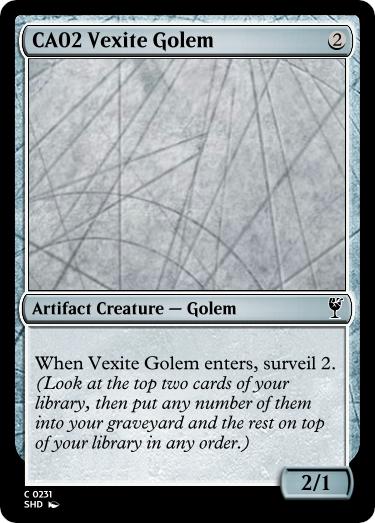 CA02 Vexite Golem 2
Artifact Creature — Golem
When Vexite Golem enters, surveil 2.
(Look at the top two cards of your
library, then put any number of them
into your graveyard and the rest on top
of your library in any order.)
2/1
C 0231
SHD